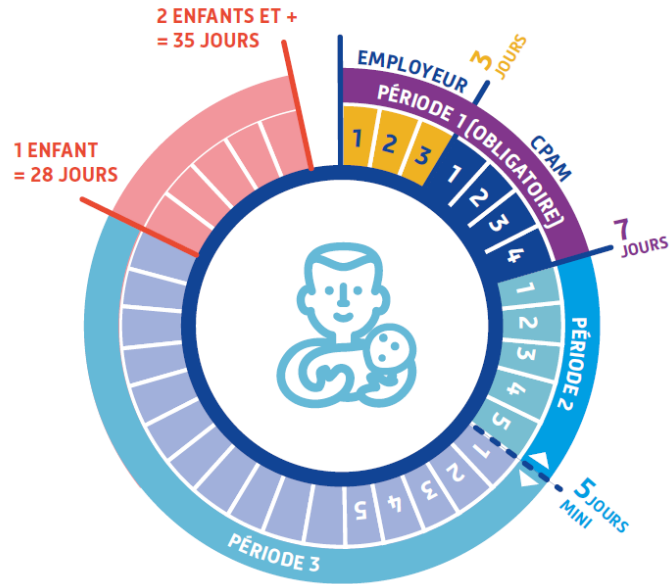 2 ENFANTS ET +
= 35 JOURS
1 ENFANT
= 28 JOURS
EMPLOYEUR
3
JOURS
PÉRIODE 1 (OBLIGATOIRE)
CPAM
1
2
3
1
2
3
4
7
JOURS
PÉRIODE 2
1
2
3
4
5
5 JOURS
MINI
1
2
3
4
5
PÉRIODE 3